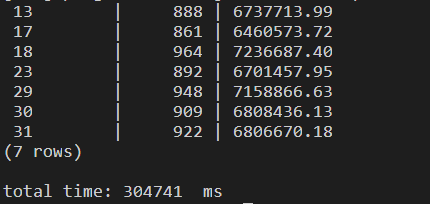 13 | 888 | 6737713.99
17 | 861 | 6460573.72
18 | 964 | 7236687.40
23 | 892 | 6701457.95
29 | 948 | 7158866.63
30 | 909 | 6808436.13
31 | 922 | 6806670.18
(7 rows)
total time: 304741 ms